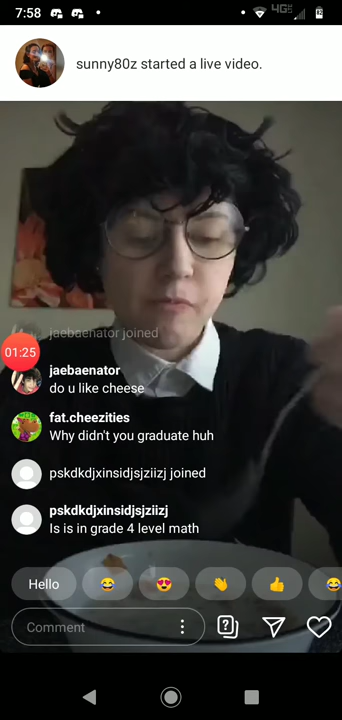 7:58
4G
12
sunny80z started a live video.
jaebaenator joined
01:25
jaebaenator
do u like cheese
fat.cheezities
Why didn't you graduate huh
pskdkdjxinsidjsjziizj joined
pskdkdjxinsidjsjziizj
Is is in grade 4 level math
Hello
Comment